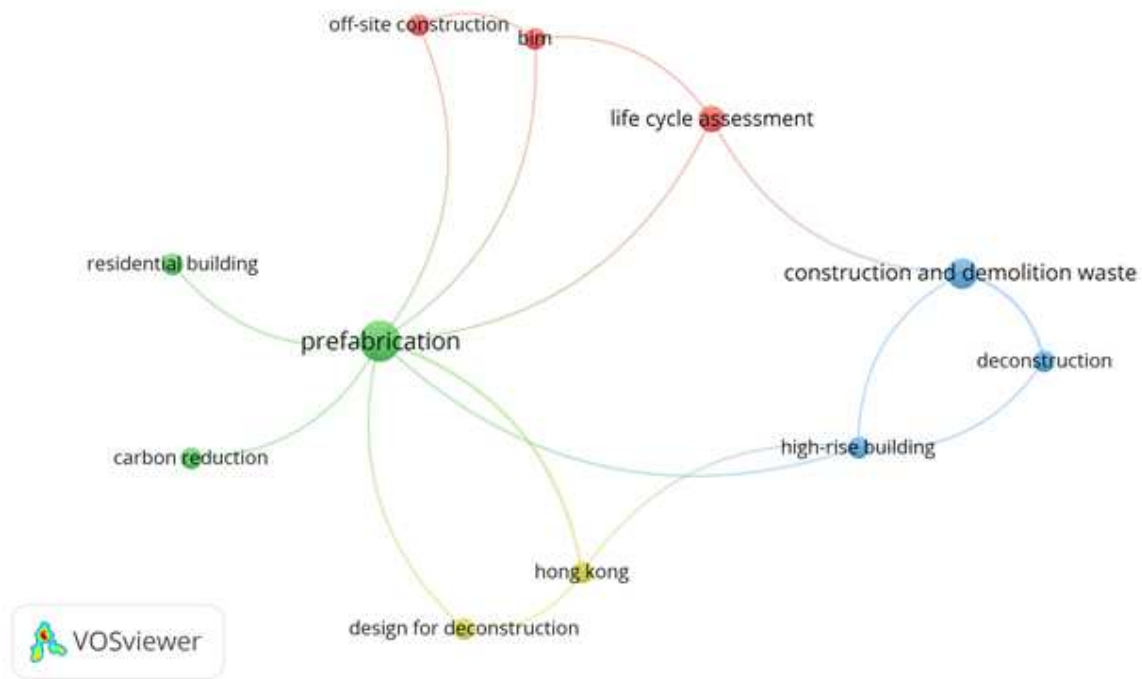 off-site construction
bim
life cycle assessment
residential building
construction and demolition waste
prefabrication
deconstruction
high-rise building
carbon reduction
hong kong
design for deconstruction
VOSviewer